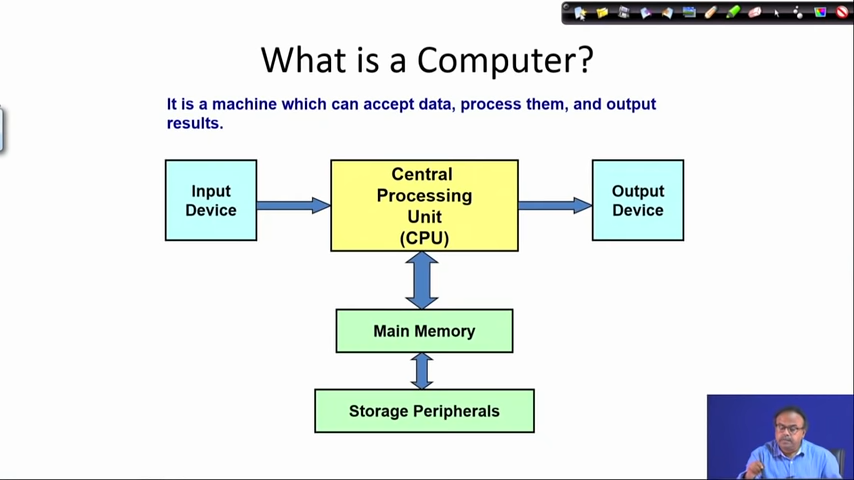 What is a Computer?
It is a machine which can accept data, process them, and output
results.
Input
Device
Central
Processing
Unit
(CPU)
Output
Device
Main Memory
Storage Peripherals